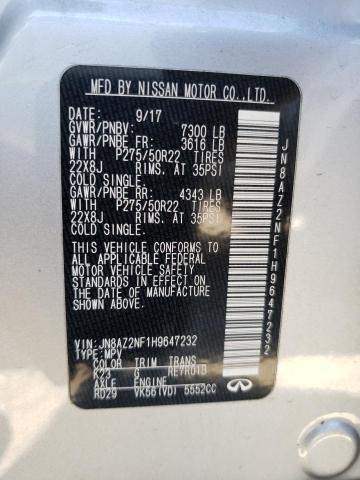 MFD BY NISSAN MOTOR CO.,LTD.
DATE: 9/17
GVWR/PNBV: 7300 LB
GAWR/PNBE FR: 3616 LB
WITH P275/50R22 TIRES
22X8J RIMS. AT 35PSI
COLD SINGLE.
GAWR/PNBE RR: 4343 LB
WITH P275/50R22 TIRES
22X8J RIMS. AT 35PSI
COLD SINGLE.
THIS VEHICLE CONFORMS TO
ALL APPLICABLE FEDERAL
MOTOR VEHICLE SAFETY
STANDARDS IN EFFECT ON
THE DATE OF MANUFACTURE
SHOWN ABOVE.
VIN: JN8AZ2NF1H9647232
TYPE: MPV
COLOR TRIM TRANS
K23 G RE7R01B
AXLE ENGINE
RD29 VK56(VD) 5552CC
JN8AZ2NF1H9647232